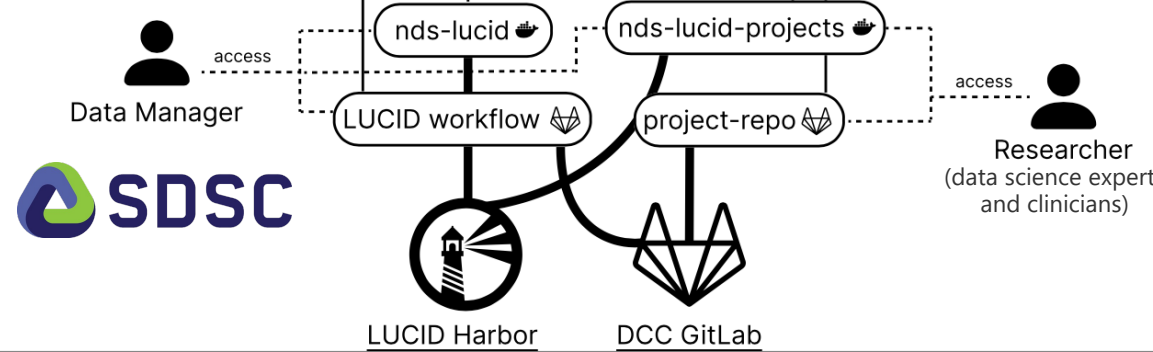 nds-lucid
nds-lucid-projects
access
access
Data Manager
LUCID workflow
project-repo
Researcher
(data science expert
and clinicians)
SDSC
LUCID Harbor
DCC GitLab